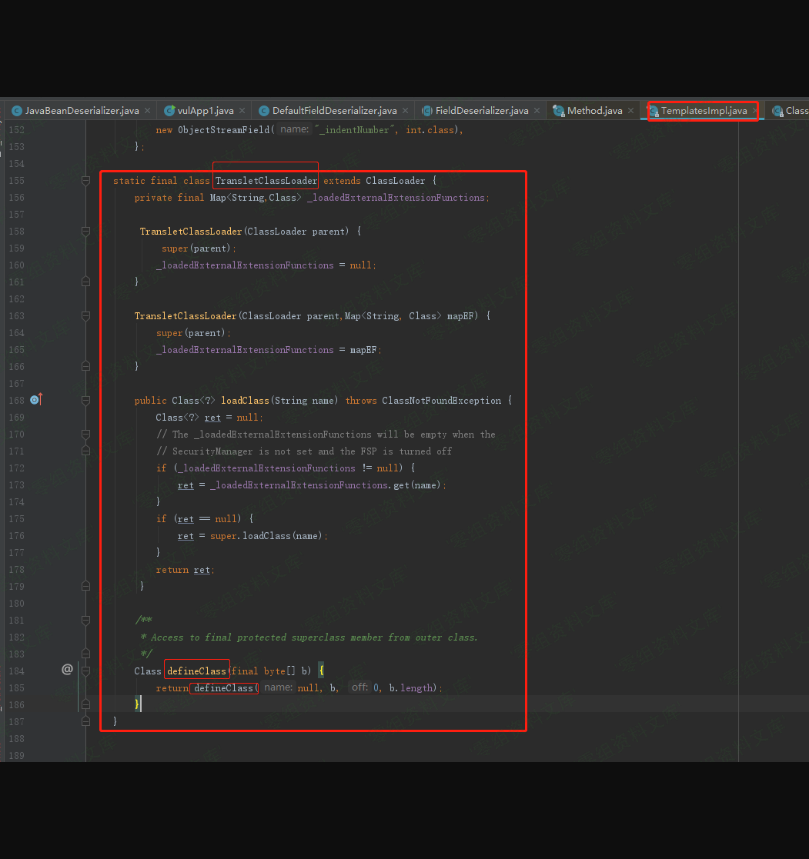 JavaBeanDeserializer.java × vulApp1.java × DefaultFieldDeserializer.java × FieldDeserializer.java × Method.java × TemplatesImpl.java × Class
152 new ObjectStreamField( name: "_indentNumber", int.class),
153 };
154
155 static final class TransletClassLoader extends ClassLoader {
156 private final Map<String,Class> _loadedExternalExtensionFunctions;
157
158 TransletClassLoader(ClassLoader parent) {
159 super(parent);
160 _loadedExternalExtensionFunctions = null;
161 }
162
163 TransletClassLoader(ClassLoader parent,Map<String, Class> mapEF) {
164 super(parent);
165 _loadedExternalExtensionFunctions = mapEF;
166 }
167
168 public Class<?> loadClass(String name) throws ClassNotFoundException {
169 Class<?> ret = null;
170 // The _loadedExternalExtensionFunctions will be empty when the
171 // SecurityManager is not set and the FSP is turned off
172 if (_loadedExternalExtensionFunctions != null) {
173 ret = _loadedExternalExtensionFunctions.get(name);
174 }
175 if (ret == null) {
176 ret = super.loadClass(name);
177 }
178 return ret;
179 }
180
181 /**
182 * Access to final protected superclass member from outer class.
183 */
184 @ Class defineClass(final byte[] b) {
185 return defineClass( name: null, b, off: 0, b.length);
186 }
187 }
188
189